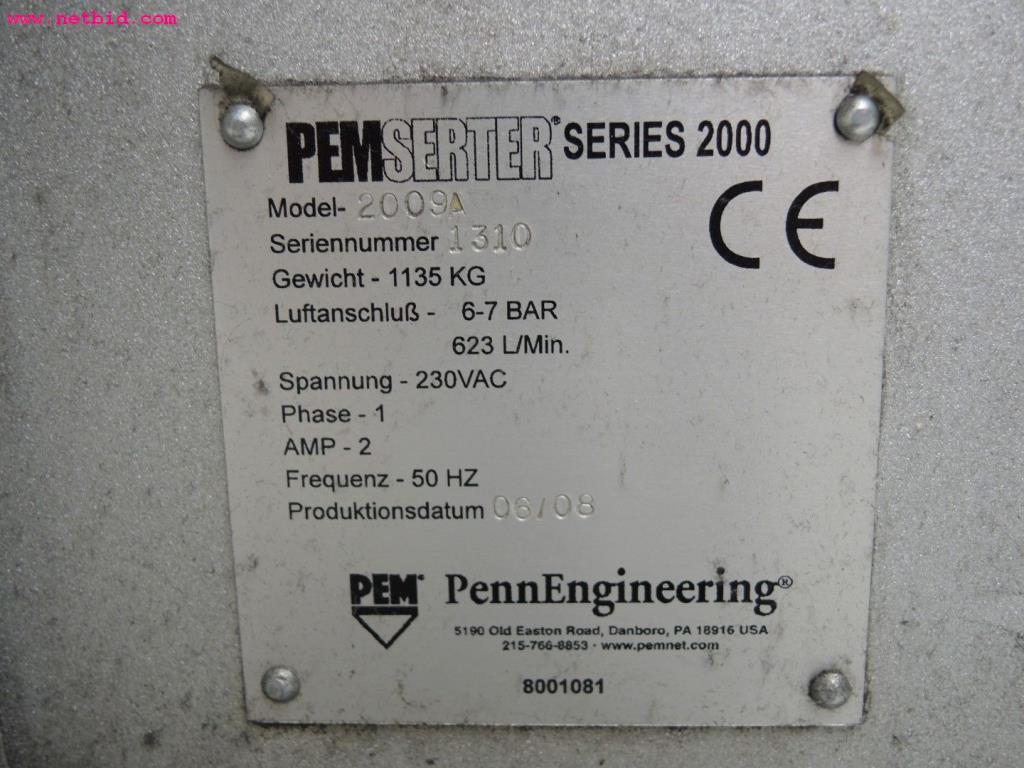 www.netbid.com
PEMSERTER® SERIES 2000
Model- 2009A
Seriennummer 1310
Gewicht - 1135 KG
Luftanschluß - 6-7 BAR
623 L/Min.
Spannung - 230VAC
Phase - 1
AMP - 2
Frequenz - 50 HZ
Produktionsdatum 06/08
CE
PEM® PennEngineering®
5190 Old Easton Road, Danboro, PA 18916 USA
215-766-8853 · www.pemnet.com
8001081